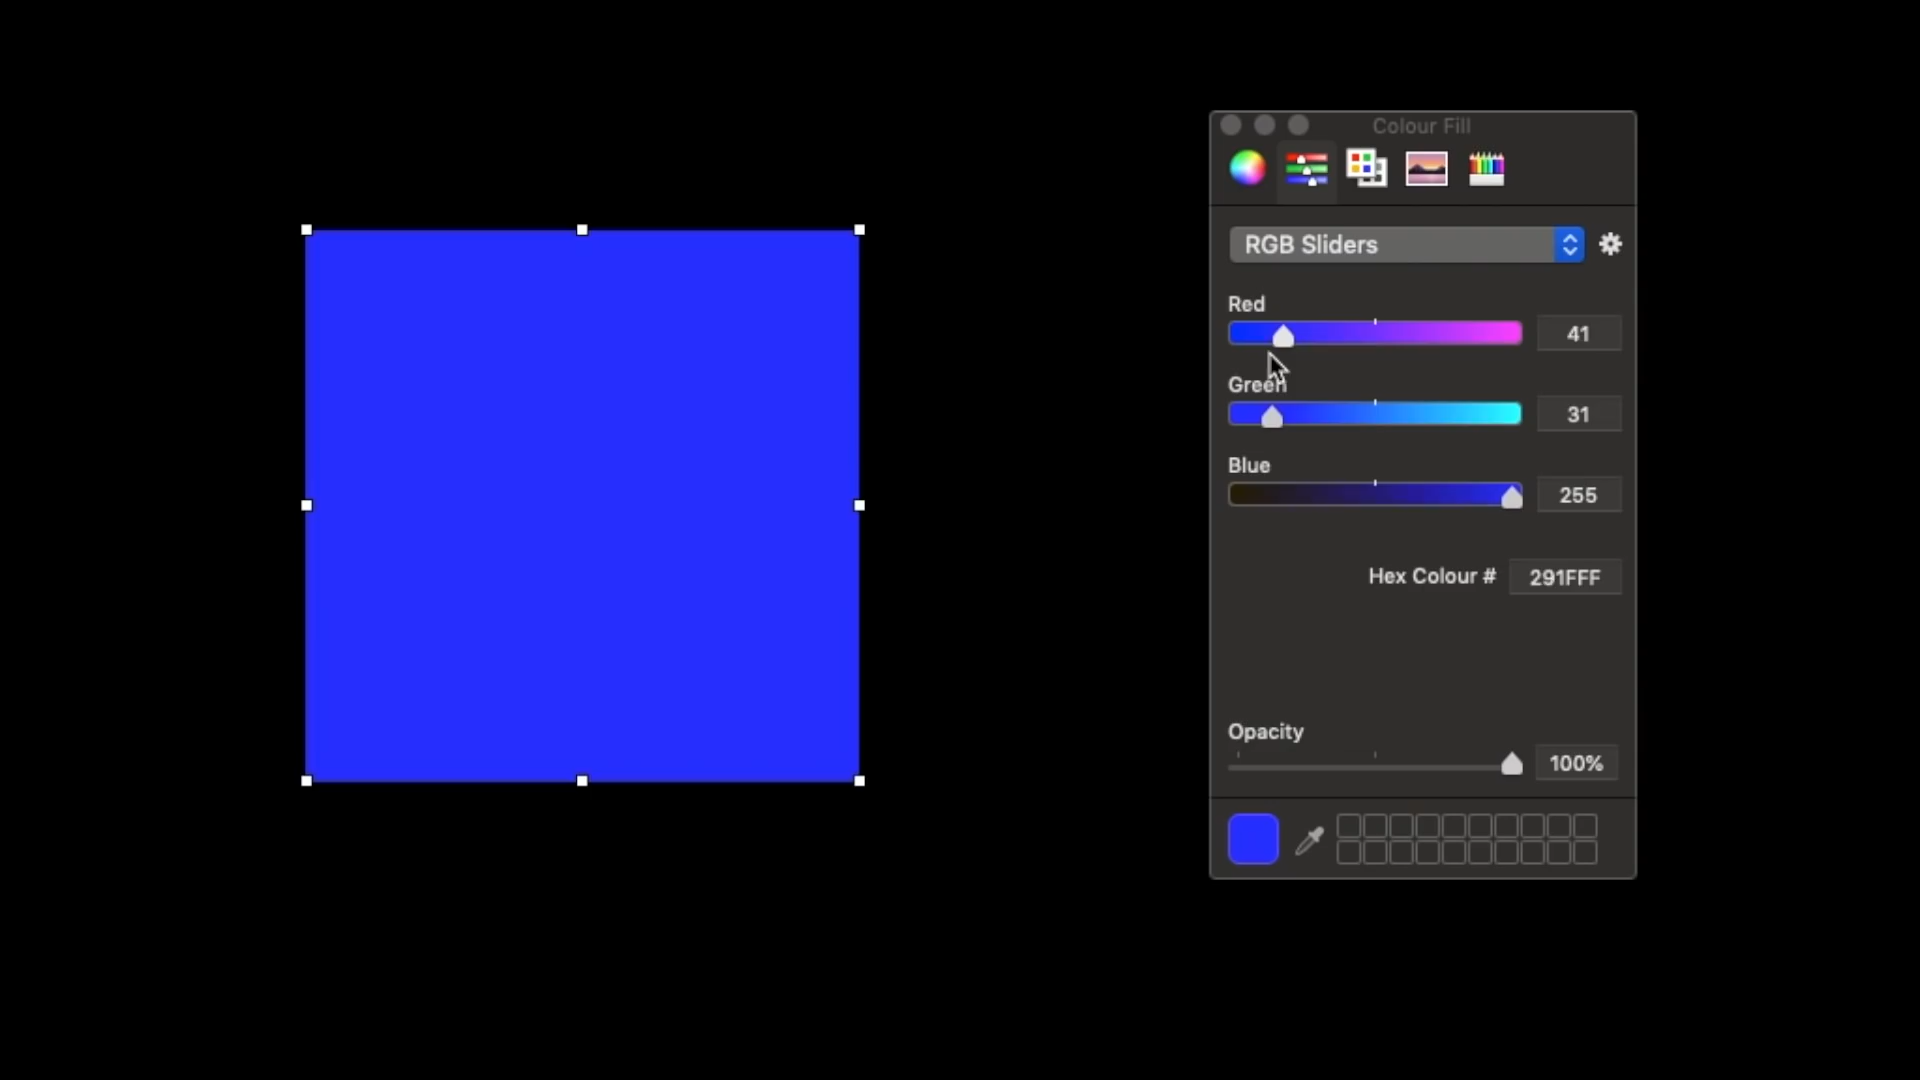 Colour Fill
RGB Sliders
Red
41
Green
31
Blue
255
Hex Colour # 291FFF
Opacity
100%